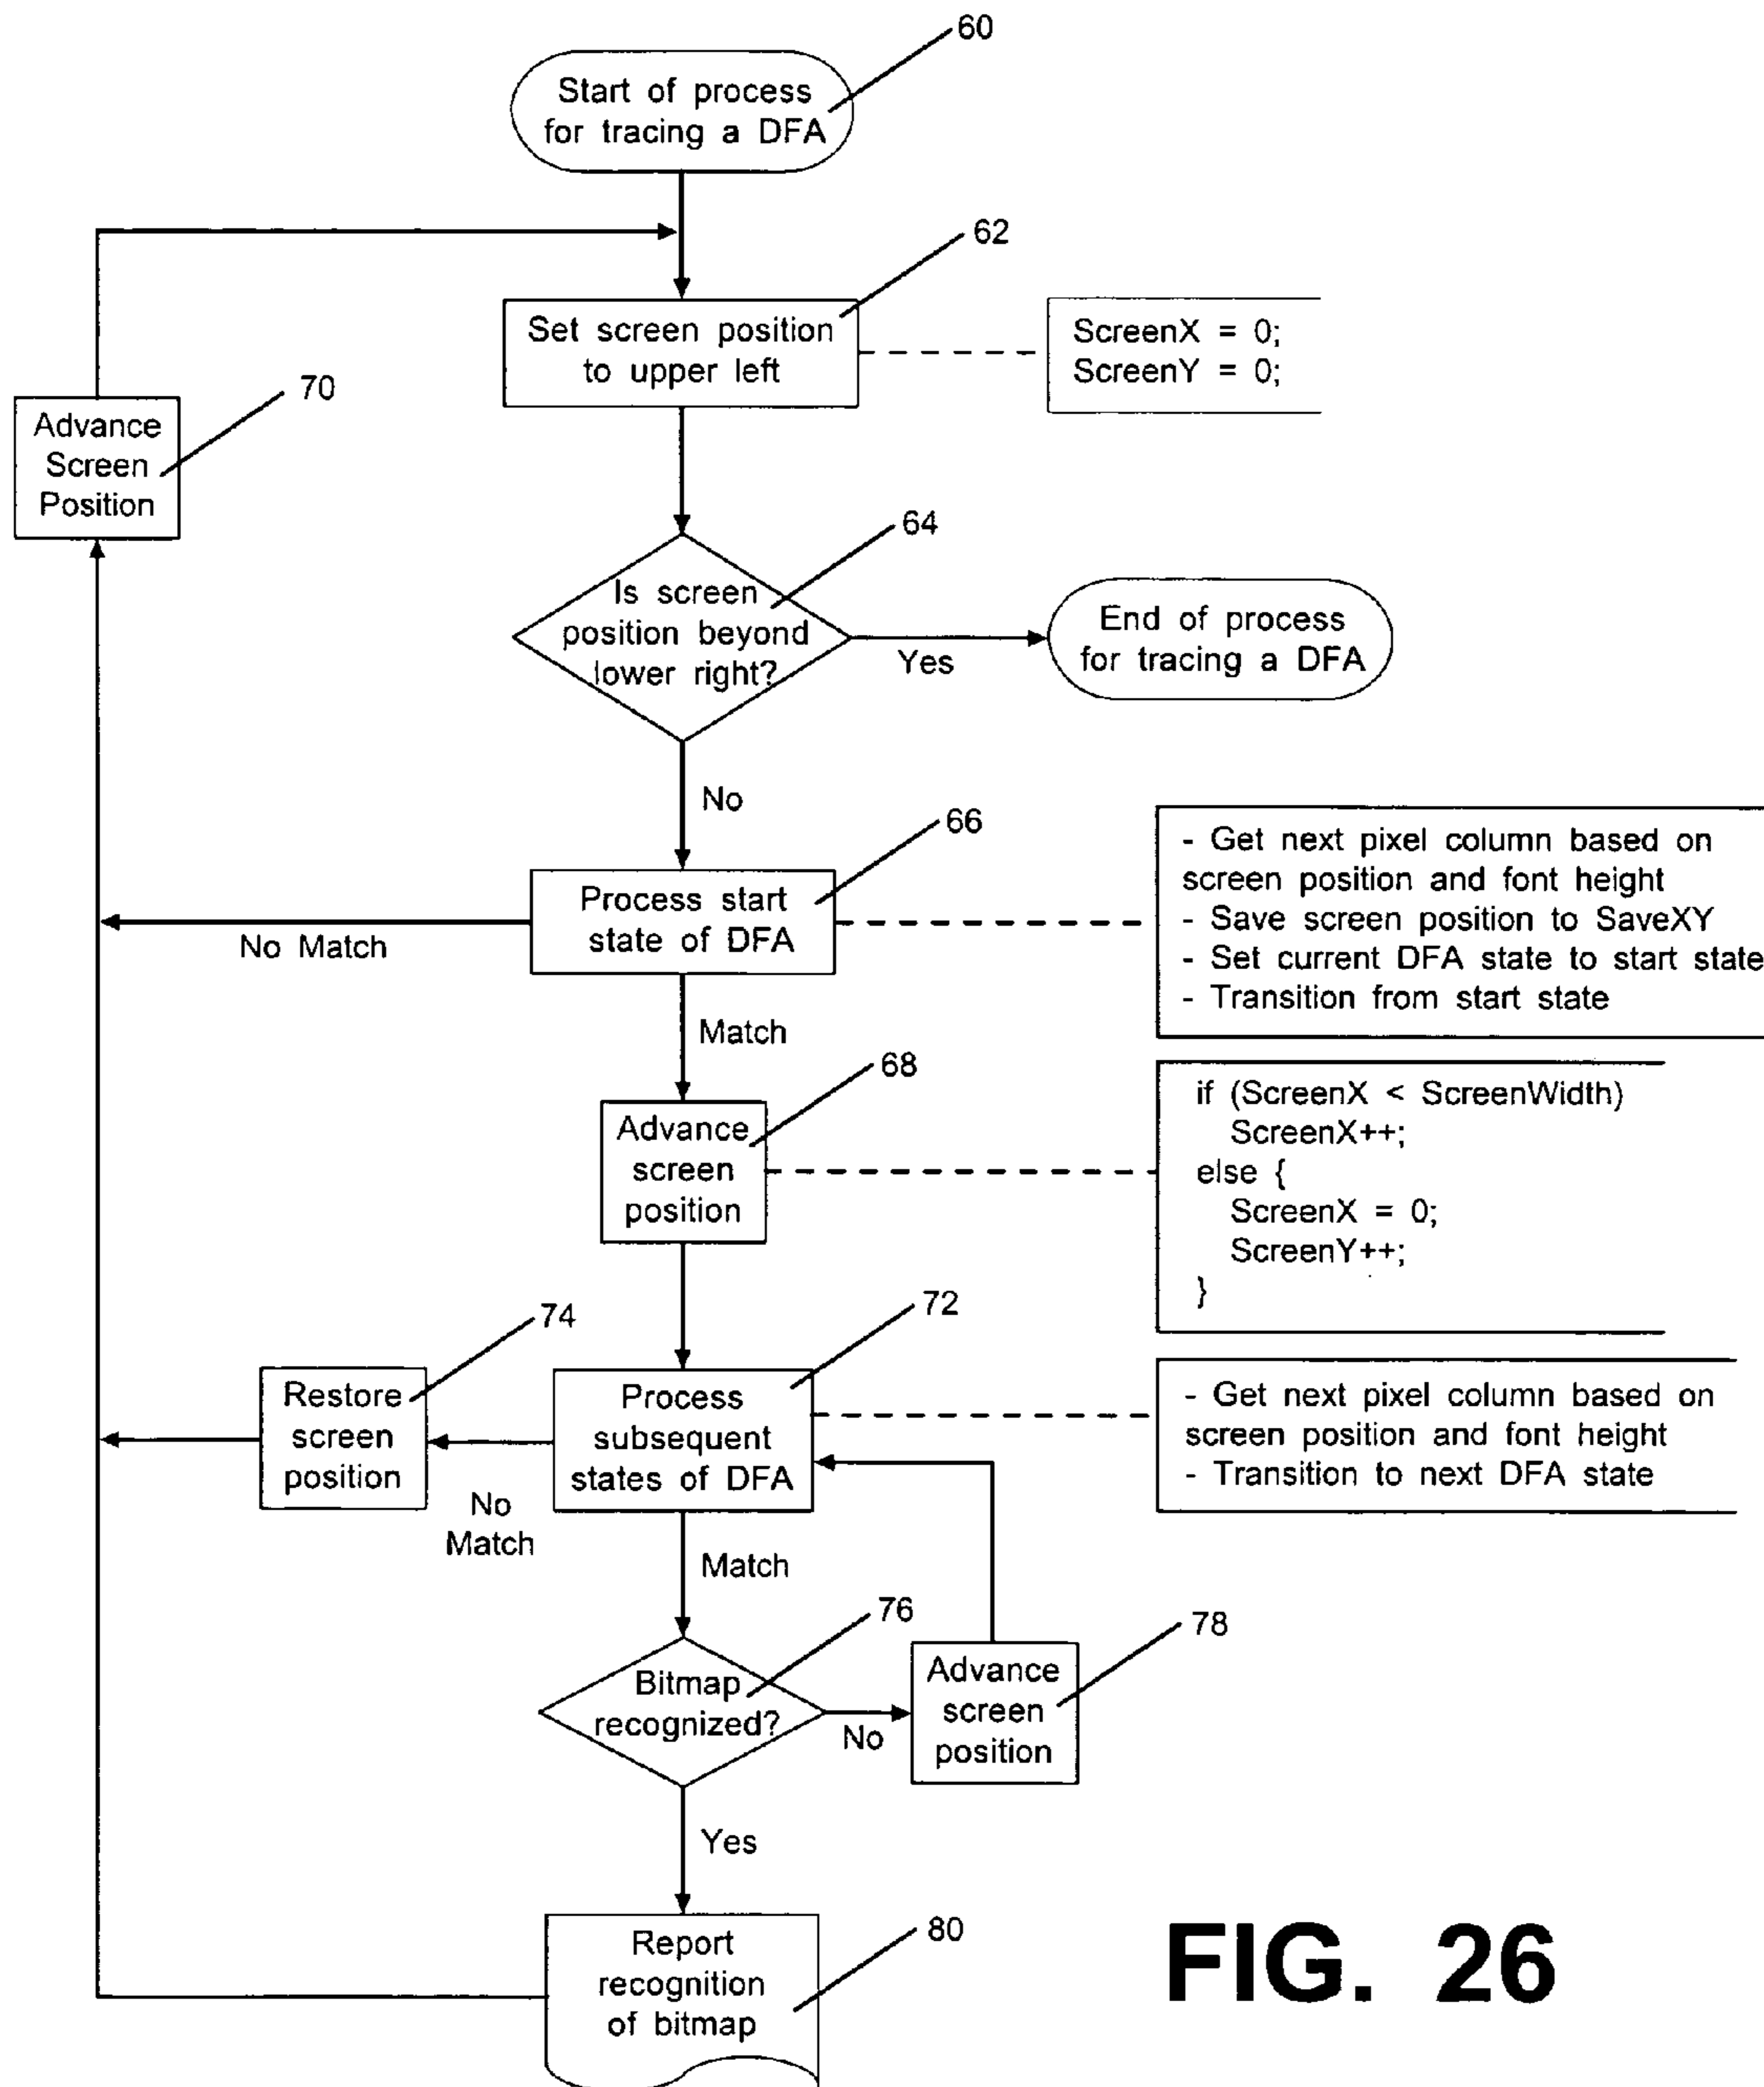 60
Start of process
for tracing a DFA
62
Set screen position
to upper left
ScreenX = 0;
ScreenY = 0;
70
Advance
Screen
Position
64
Is screen
position beyond
lower right?
Yes
End of process
for tracing a DFA
No
66
Process start
state of DFA
No Match
- Get next pixel column based on
screen position and font height
- Save screen position to SaveXY
- Set current DFA state to start state
- Transition from start state
Match
68
Advance
screen
position
if (ScreenX < ScreenWidth)
ScreenX++;
else {
ScreenX = 0;
ScreenY++;
}
72
74
Restore
screen
position
Process
subsequent
states of DFA
- Get next pixel column based on
screen position and font height
- Transition to next DFA state
No
Match
Match
76
Bitmap
recognized?
No
78
Advance
screen
position
Yes
80
Report
recognition
of bitmap
FIG. 26